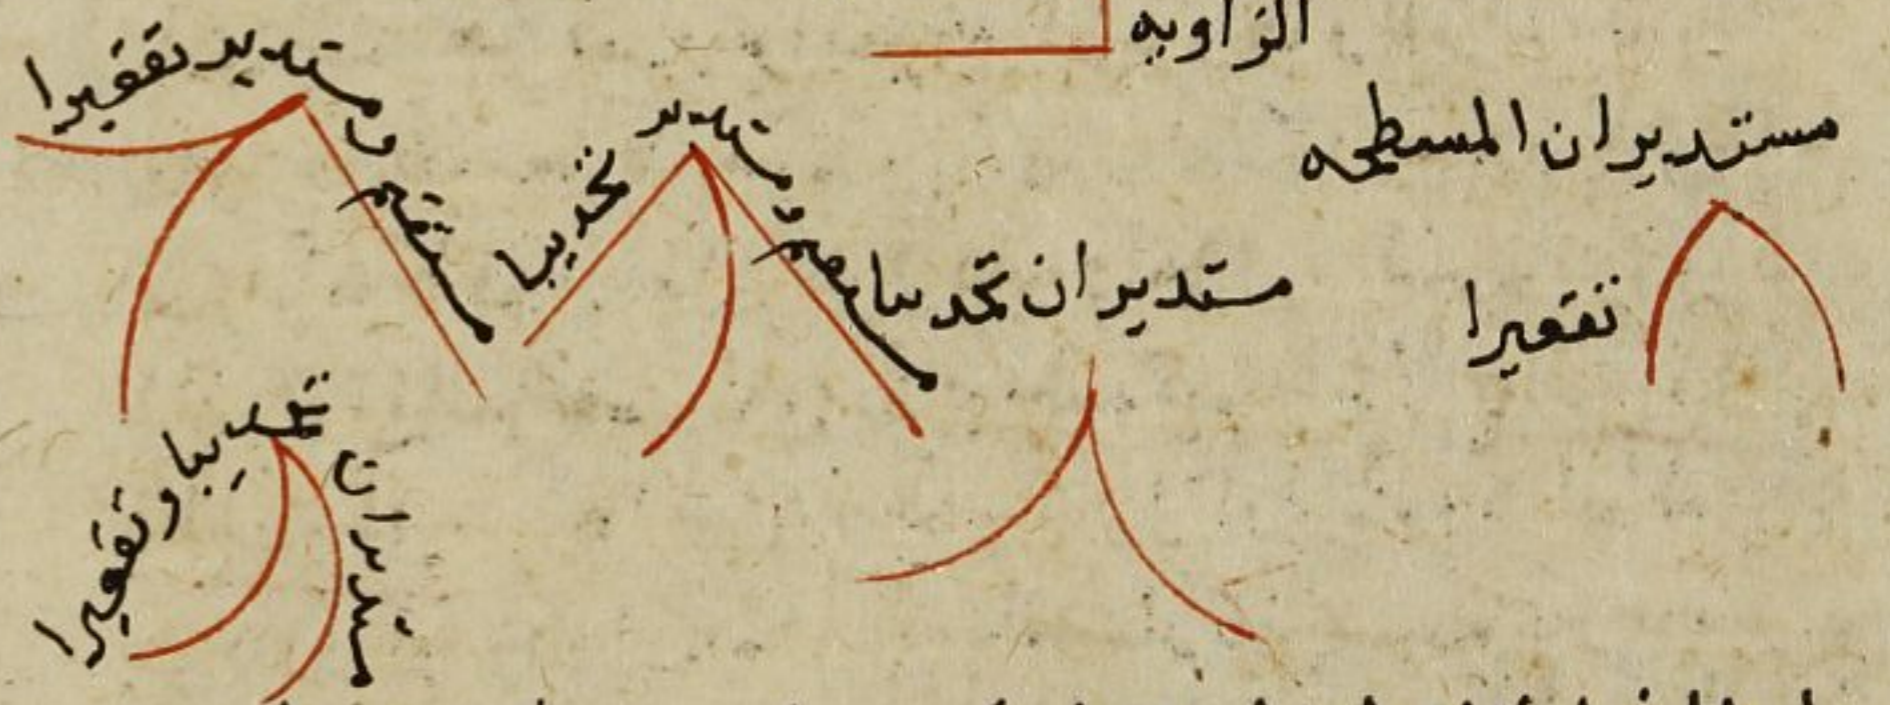 الزاويه
مستديران المسطحه
تقعيرا
مستديران تحديبا
مستقيم ومستدير تحديبا
مستقيم ومستدير تقعيرا
مستديران تحديبا وتقعيرا